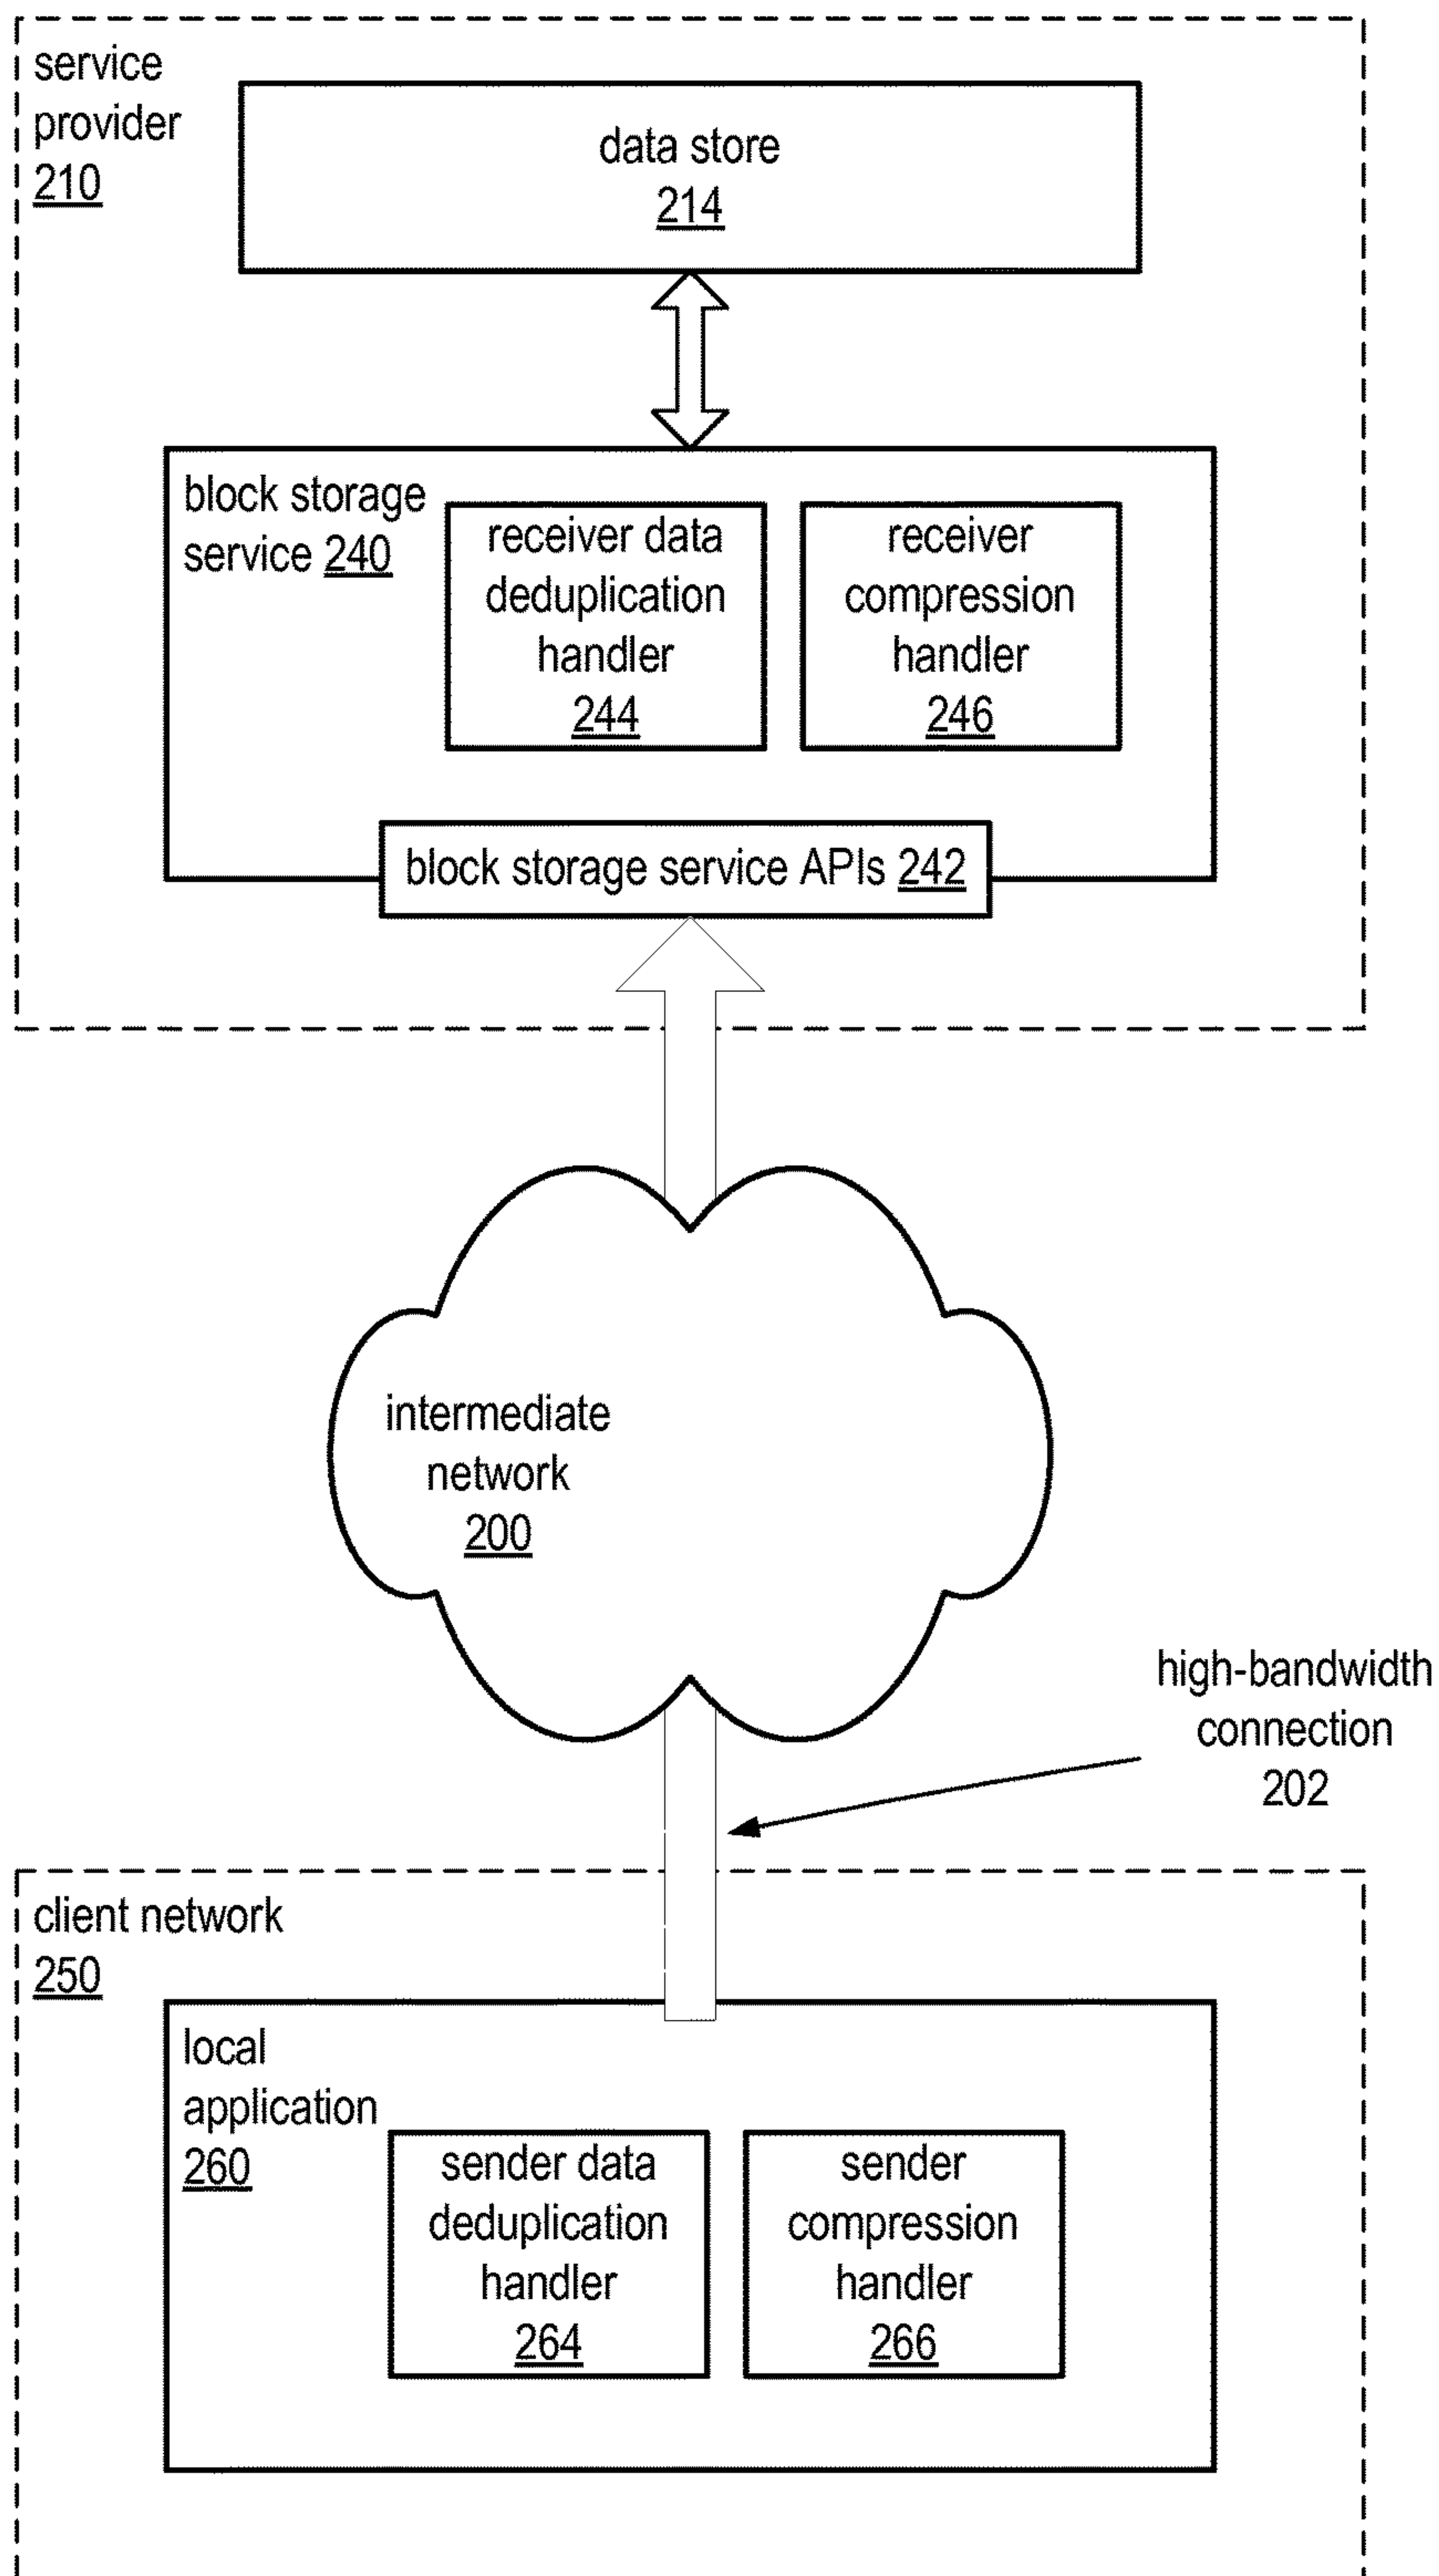 service
provider
210
data store
214
block storage
service 240
receiver data
deduplication
handler
244
receiver
compression
handler
246
block storage service APIs 242
intermediate
network
200
high-bandwidth
connection
202
client network
250
local
application
260
sender data
deduplication
handler
264
sender
compression
handler
266